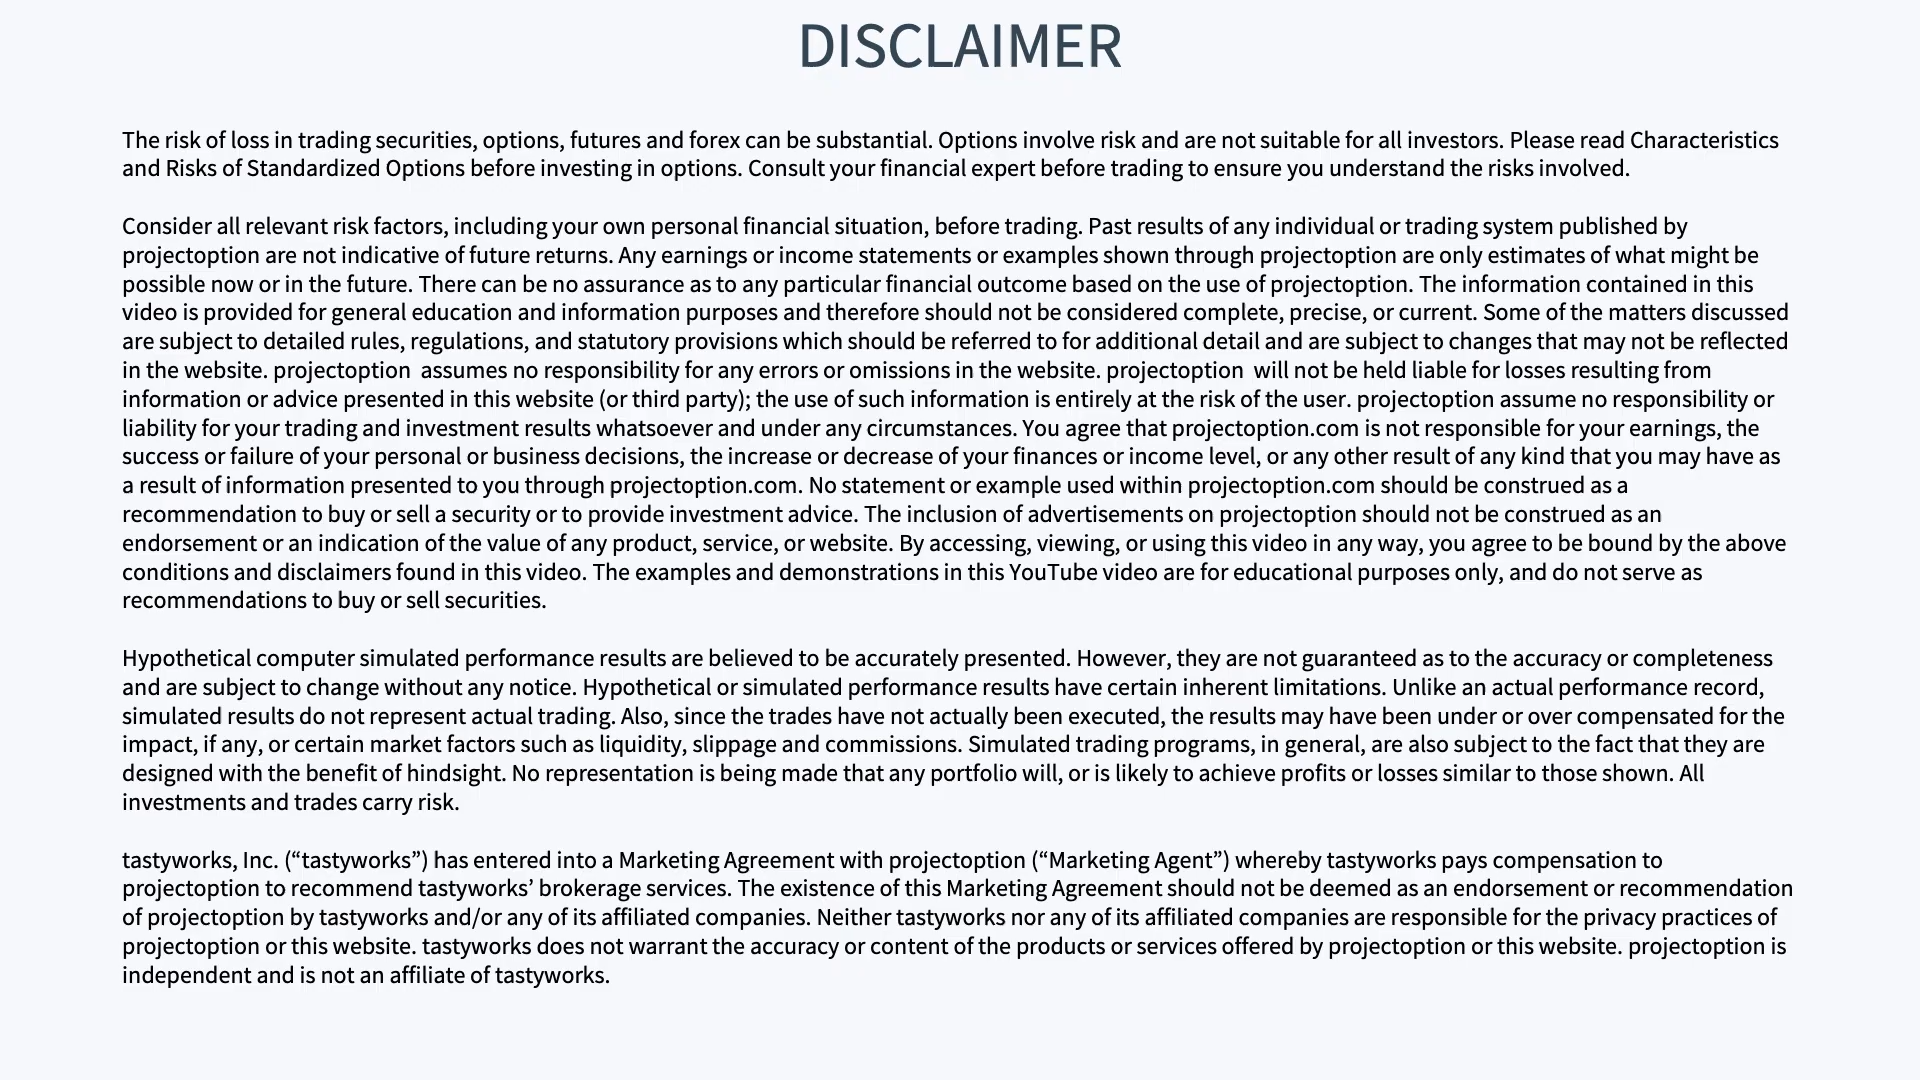 DISCLAIMER
The risk of loss in trading securities, options, futures and forex can be substantial. Options involve risk and are not suitable for all investors. Please read Characteristics
and Risks of Standardized Options before investing in options. Consult your financial expert before trading to ensure you understand the risks involved.
Consider all relevant risk factors, including your own personal financial situation, before trading. Past results of any individual or trading system published by
projectoption are not indicative of future returns. Any earnings or income statements or examples shown through projectoption are only estimates of what might be
possible now or in the future. There can be no assurance as to any particular financial outcome based on the use of projectoption. The information contained in this
video is provided for general education and information purposes and therefore should not be considered complete, precise, or current. Some of the matters discussed
are subject to detailed rules, regulations, and statutory provisions which should be referred to for additional detail and are subject to changes that may not be reflected
in the website. projectoption  assumes no responsibility for any errors or omissions in the website. projectoption  will not be held liable for losses resulting from
information or advice presented in this website (or third party); the use of such information is entirely at the risk of the user. projectoption assume no responsibility or
liability for your trading and investment results whatsoever and under any circumstances. You agree that projectoption.com is not responsible for your earnings, the
success or failure of your personal or business decisions, the increase or decrease of your finances or income level, or any other result of any kind that you may have as
a result of information presented to you through projectoption.com. No statement or example used within projectoption.com should be construed as a
recommendation to buy or sell a security or to provide investment advice. The inclusion of advertisements on projectoption should not be construed as an
endorsement or an indication of the value of any product, service, or website. By accessing, viewing, or using this video in any way, you agree to be bound by the above
conditions and disclaimers found in this video. The examples and demonstrations in this YouTube video are for educational purposes only, and do not serve as
recommendations to buy or sell securities.
Hypothetical computer simulated performance results are believed to be accurately presented. However, they are not guaranteed as to the accuracy or completeness
and are subject to change without any notice. Hypothetical or simulated performance results have certain inherent limitations. Unlike an actual performance record,
simulated results do not represent actual trading. Also, since the trades have not actually been executed, the results may have been under or over compensated for the
impact, if any, or certain market factors such as liquidity, slippage and commissions. Simulated trading programs, in general, are also subject to the fact that they are
designed with the benefit of hindsight. No representation is being made that any portfolio will, or is likely to achieve profits or losses similar to those shown. All
investments and trades carry risk.
tastyworks, Inc. (“tastyworks”) has entered into a Marketing Agreement with projectoption (“Marketing Agent”) whereby tastyworks pays compensation to
projectoption to recommend tastyworks’ brokerage services. The existence of this Marketing Agreement should not be deemed as an endorsement or recommendation
of projectoption by tastyworks and/or any of its affiliated companies. Neither tastyworks nor any of its affiliated companies are responsible for the privacy practices of
projectoption or this website. tastyworks does not warrant the accuracy or content of the products or services offered by projectoption or this website. projectoption is
independent and is not an affiliate of tastyworks.